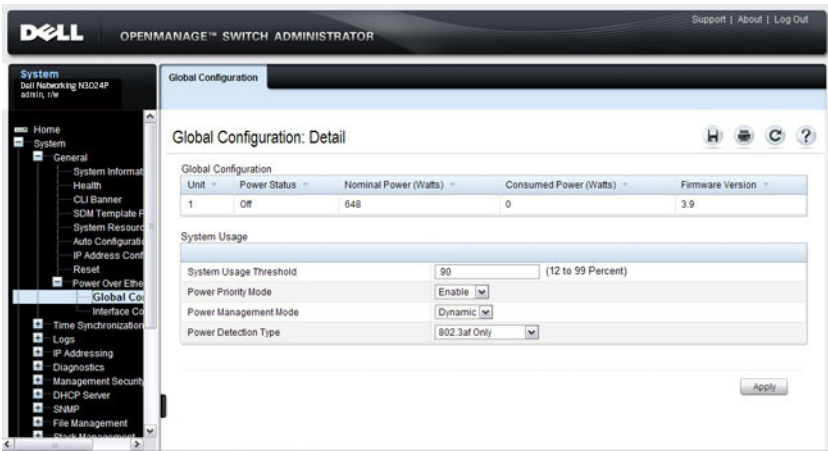 Support | About | Log Out
DELL
OPENMANAGE™ SWITCH ADMINISTRATOR
System
Dell Networking N3024P
admin, r/w
Home
System
General
System Informat
Health
CLI Banner
SDM Template F
System Resourc
Auto Configuratio
IP Address Conf
Reset
Power Over Ethe
Global Co
Interface Co
Time Synchronization
Logs
IP Addressing
Diagnostics
Management Security
DHCP Server
SNMP
File Management
Stack Management
Global Configuration
Global Configuration: Detail
Global Configuration
Unit Power Status Nominal Power (Watts) Consumed Power (Watts) Firmware Version
1 Off 648 0 3.9
System Usage
System Usage Threshold 90 (12 to 99 Percent)
Power Priority Mode Enable
Power Management Mode Dynamic
Power Detection Type 802.3af Only
Apply